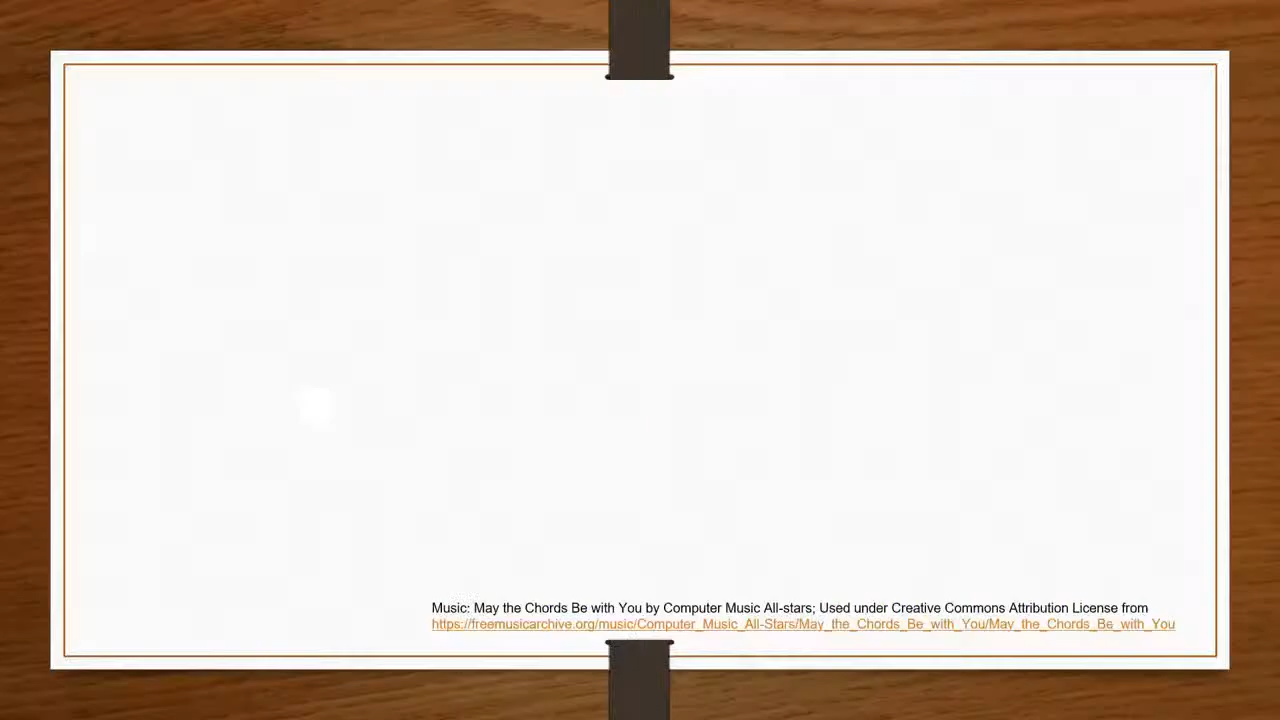 Music: May the Chords Be with You by Computer Music All-stars; Used under Creative Commons Attribution License from
https://freemusicarchive.org/music/Computer_Music_All-Stars/May_the_Chords_Be_with_You/May_the_Chords_Be_with_You